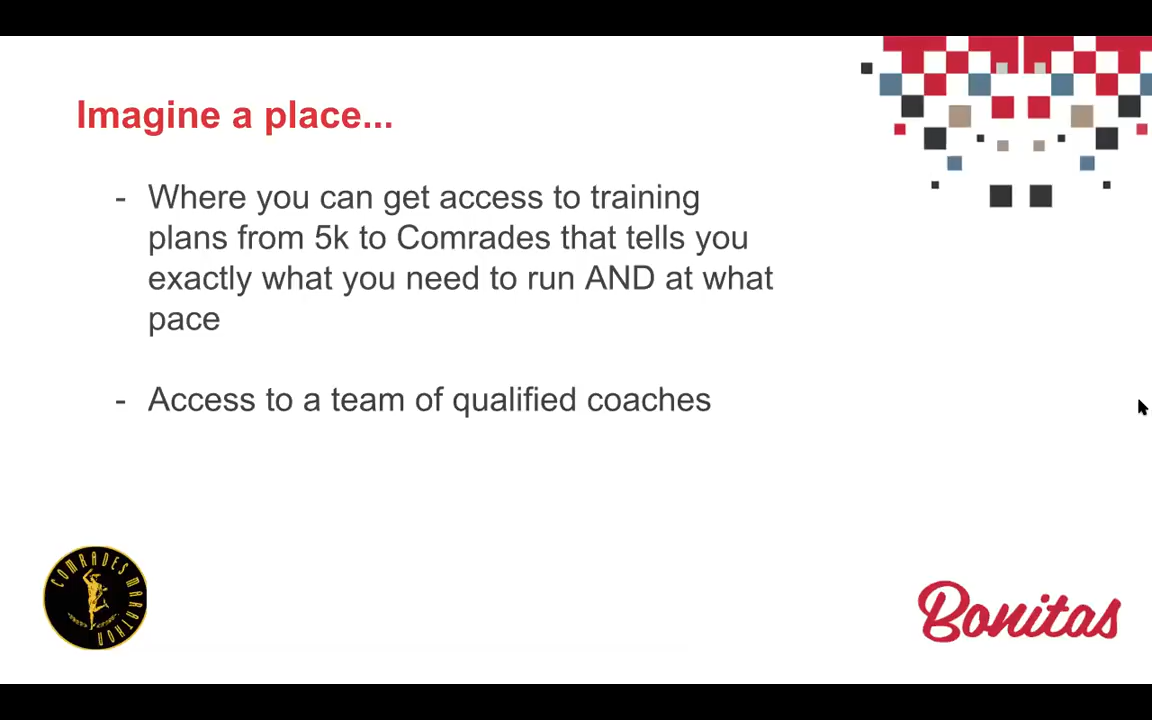 Imagine a place...
- Where you can get access to training
plans from 5k to Comrades that tells you
exactly what you need to run AND at what
pace
- Access to a team of qualified coaches
COMRADES MARATHON
Bonitas